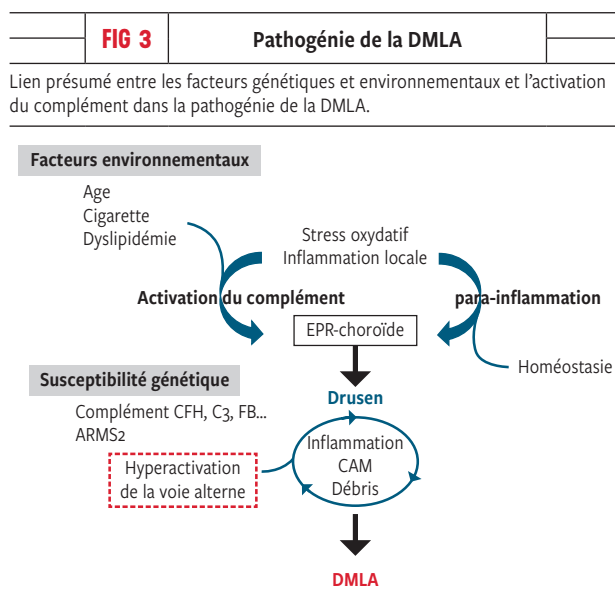 FIG 3
Pathogénie de la DMLA
Lien présumé entre les facteurs génétiques et environnementaux et l'activation
du complément dans la pathogénie de la DMLA.
Facteurs environnementaux
Age
Cigarette
Dyslipidémie
Stress oxydatif
Inflammation locale
Activation du complément
para-inflammation
EPR-choroïde
Homéostasie
Susceptibilité génétique
Complément CFH, C3, FB...
ARMS2
Drusen
Hyperactivation
de la voie alterne
Inflammation
CAM
Débris
DMLA